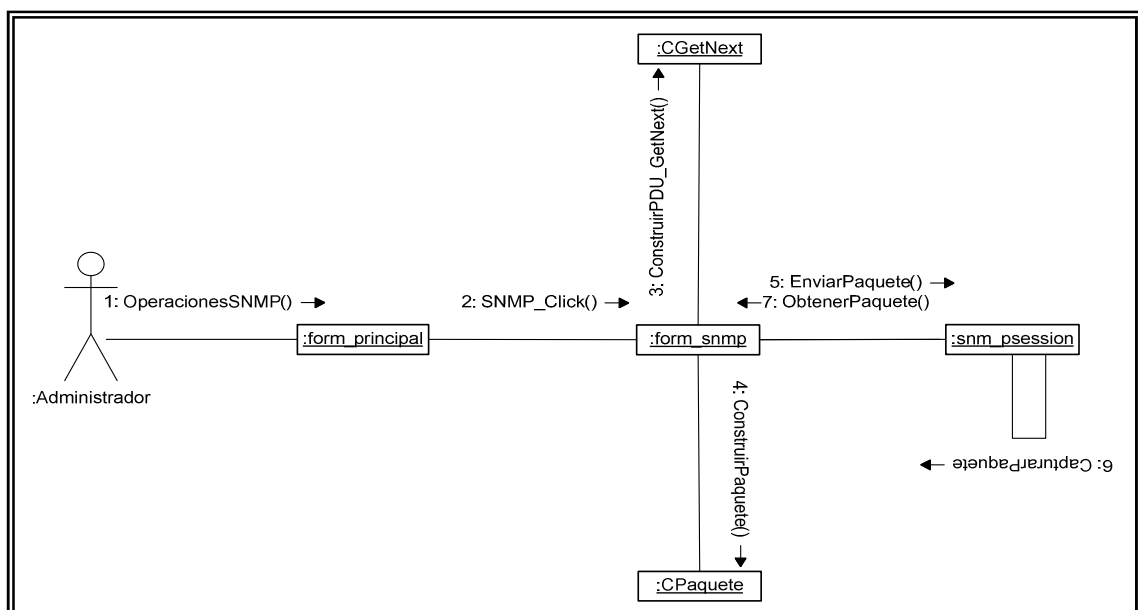 :CGetNext
3: ConstruirPDU_GetNext()
1: OperacionesSNMP()
2: SNMP_Click()
5: EnviarPaquete()
7: ObtenerPaquete()
:form_principal
:form_snmp
:snm_psession
:Administrador
4: ConstruirPaquete()
6: CapturarPaquete
:CPaquete